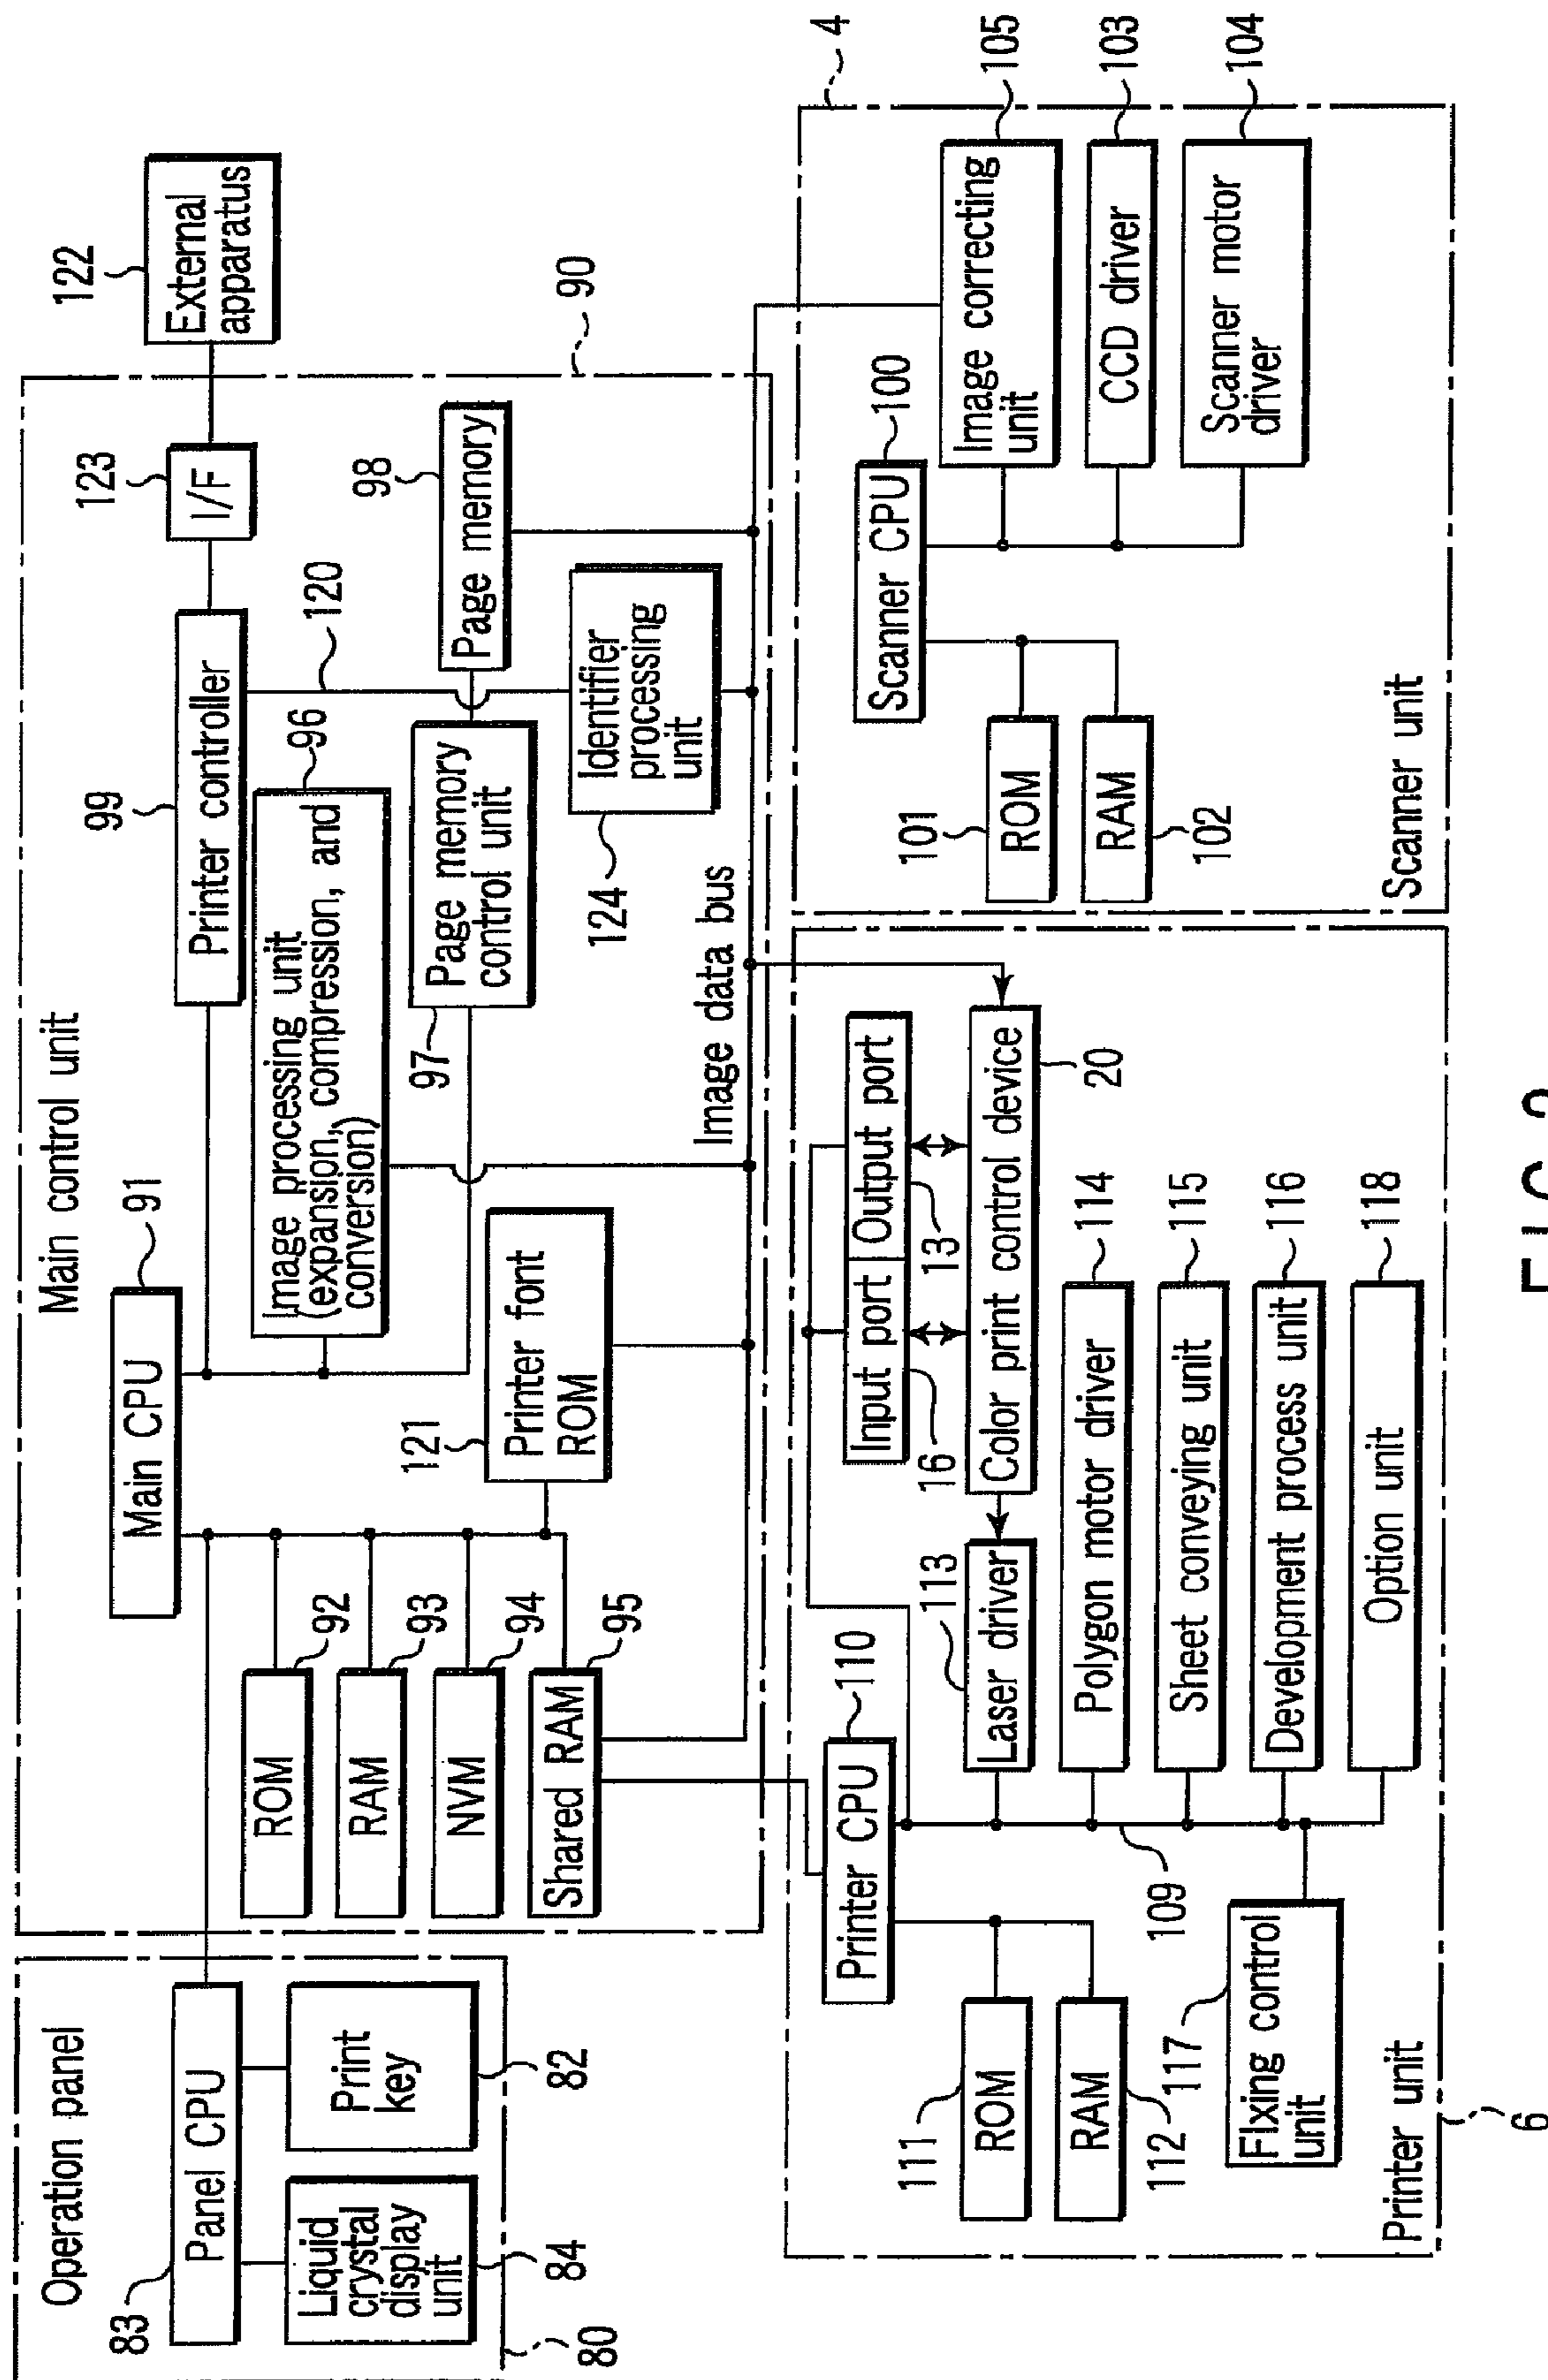 Operation panel
83
Panel CPU
Liquid
crystal
display
unit
84
Print
key
82
80
Main control unit
90
Main CPU
91
ROM
92
RAM
93
NVM
94
Shared RAM
95
121
Printer font
ROM
99
Printer controller
Image processing unit
(expansion, compression, and
conversion)
96
Page memory
control unit
97
98
Page memory
120
Identifier
processing
unit
124
123
I/F
122
External
apparatus
Image data bus
Printer unit
6
Printer CPU
110
111
ROM
RAM
112
117
FIxing control
unit
109
113
Laser driver
Input port
Output port
16
13
Color print control device
20
Polygon motor driver
114
Sheet conveying unit
115
Development process unit
116
Option unit
118
Scanner unit
4
Scanner CPU
100
101
ROM
RAM
102
Image correcting
unit
105
CCD driver
103
Scanner motor
driver
104